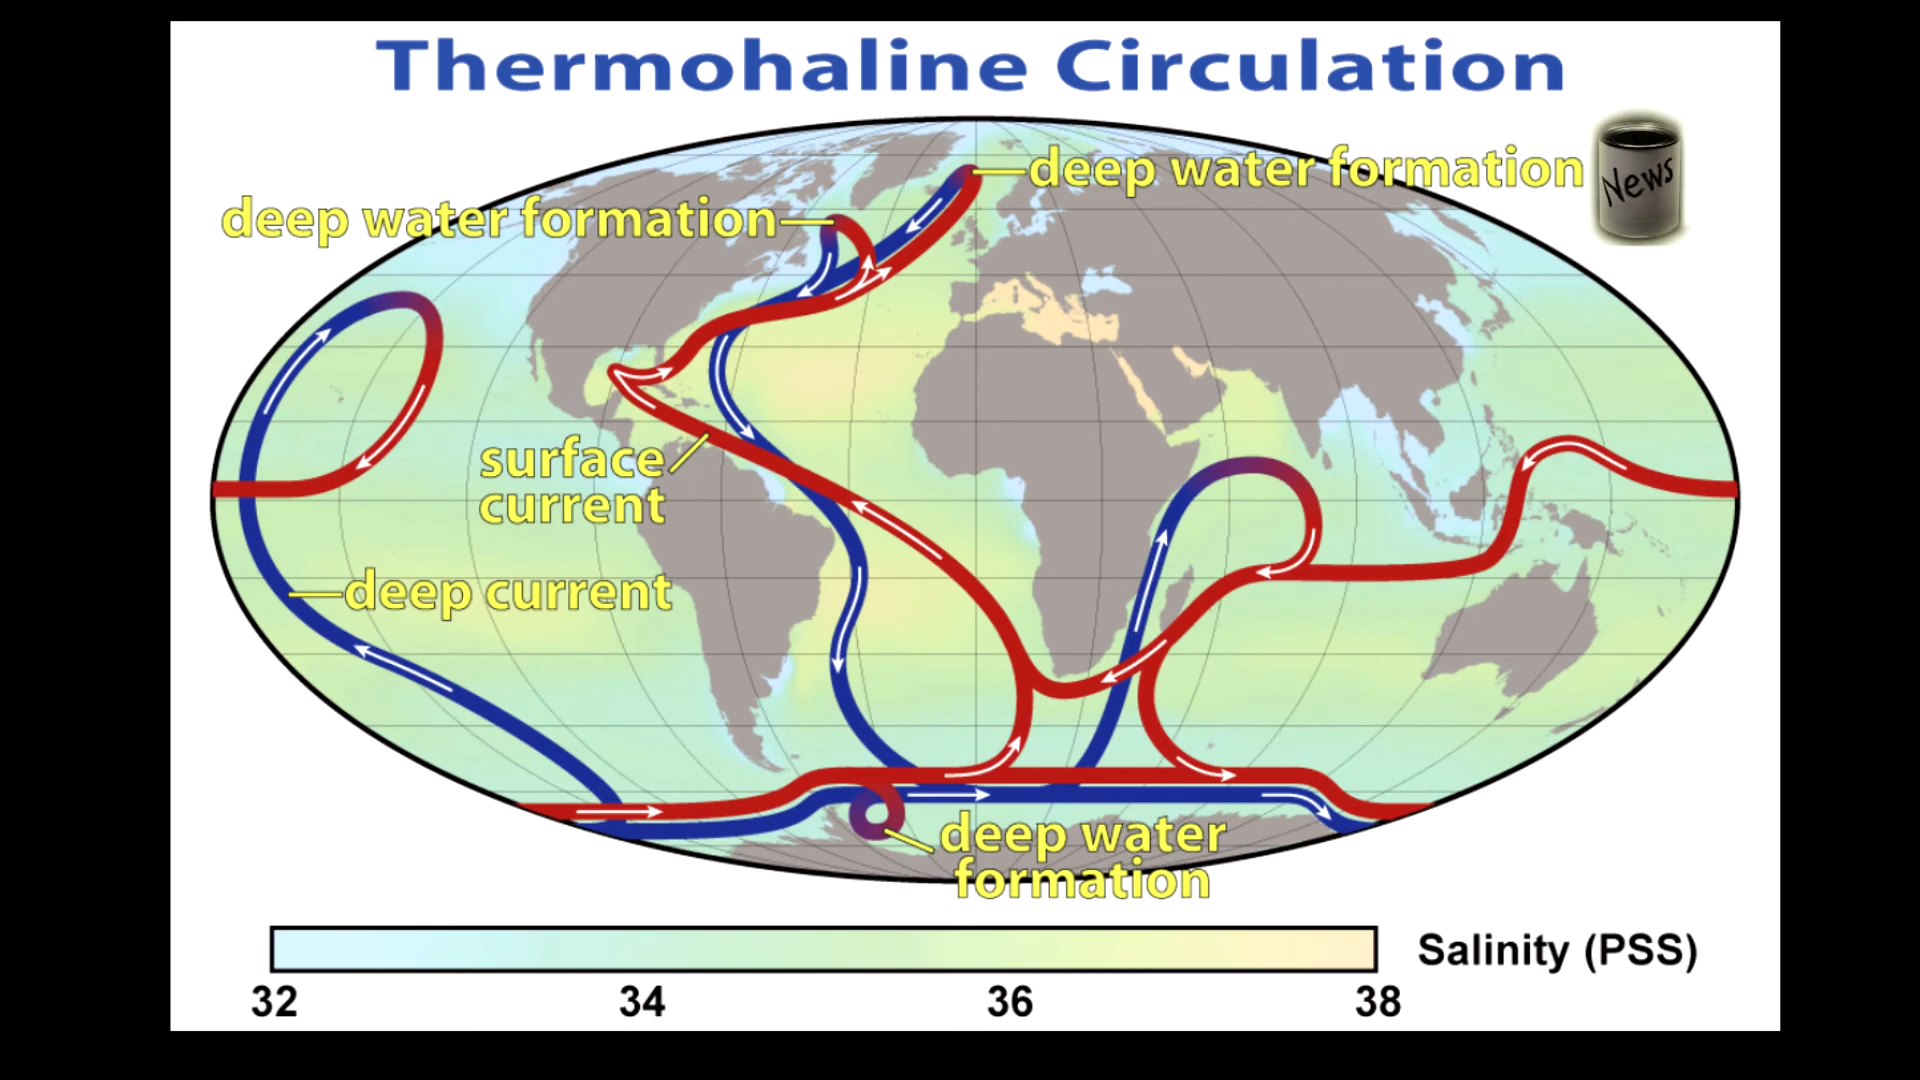 Thermohaline Circulation
deep water formation
News
deep water formation
surface
current
deep current
deep water
formation
Salinity (PSS)
32 34 36 38